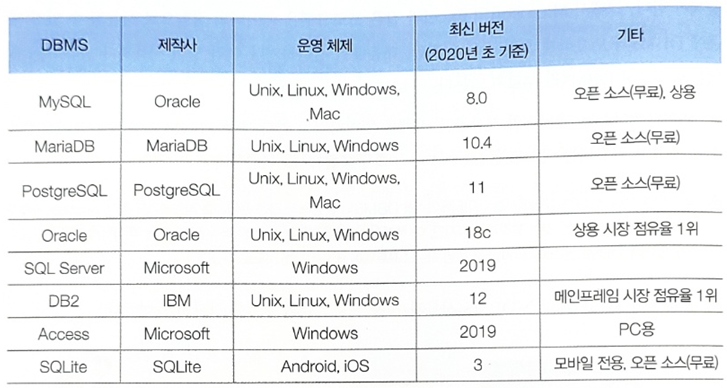 DBMS 제작사 운영 체제 최신 버전 (2020년 초 기준) 기타
MySQL Oracle Unix, Linux, Windows, Mac 8.0 오픈 소스(무료), 상용
MariaDB MariaDB Unix, Linux, Windows 10.4 오픈 소스(무료)
PostgreSQL PostgreSQL Unix, Linux, Windows, Mac 11 오픈 소스(무료)
Oracle Oracle Unix, Linux, Windows 18c 상용 시장 점유율 1위
SQL Server Microsoft Windows 2019
DB2 IBM Unix, Linux, Windows 12 메인프레임 시장 점유율 1위
Access Microsoft Windows 2019 PC용
SQLite SQLite Android, iOS 3 모바일 전용, 오픈 소스(무료)